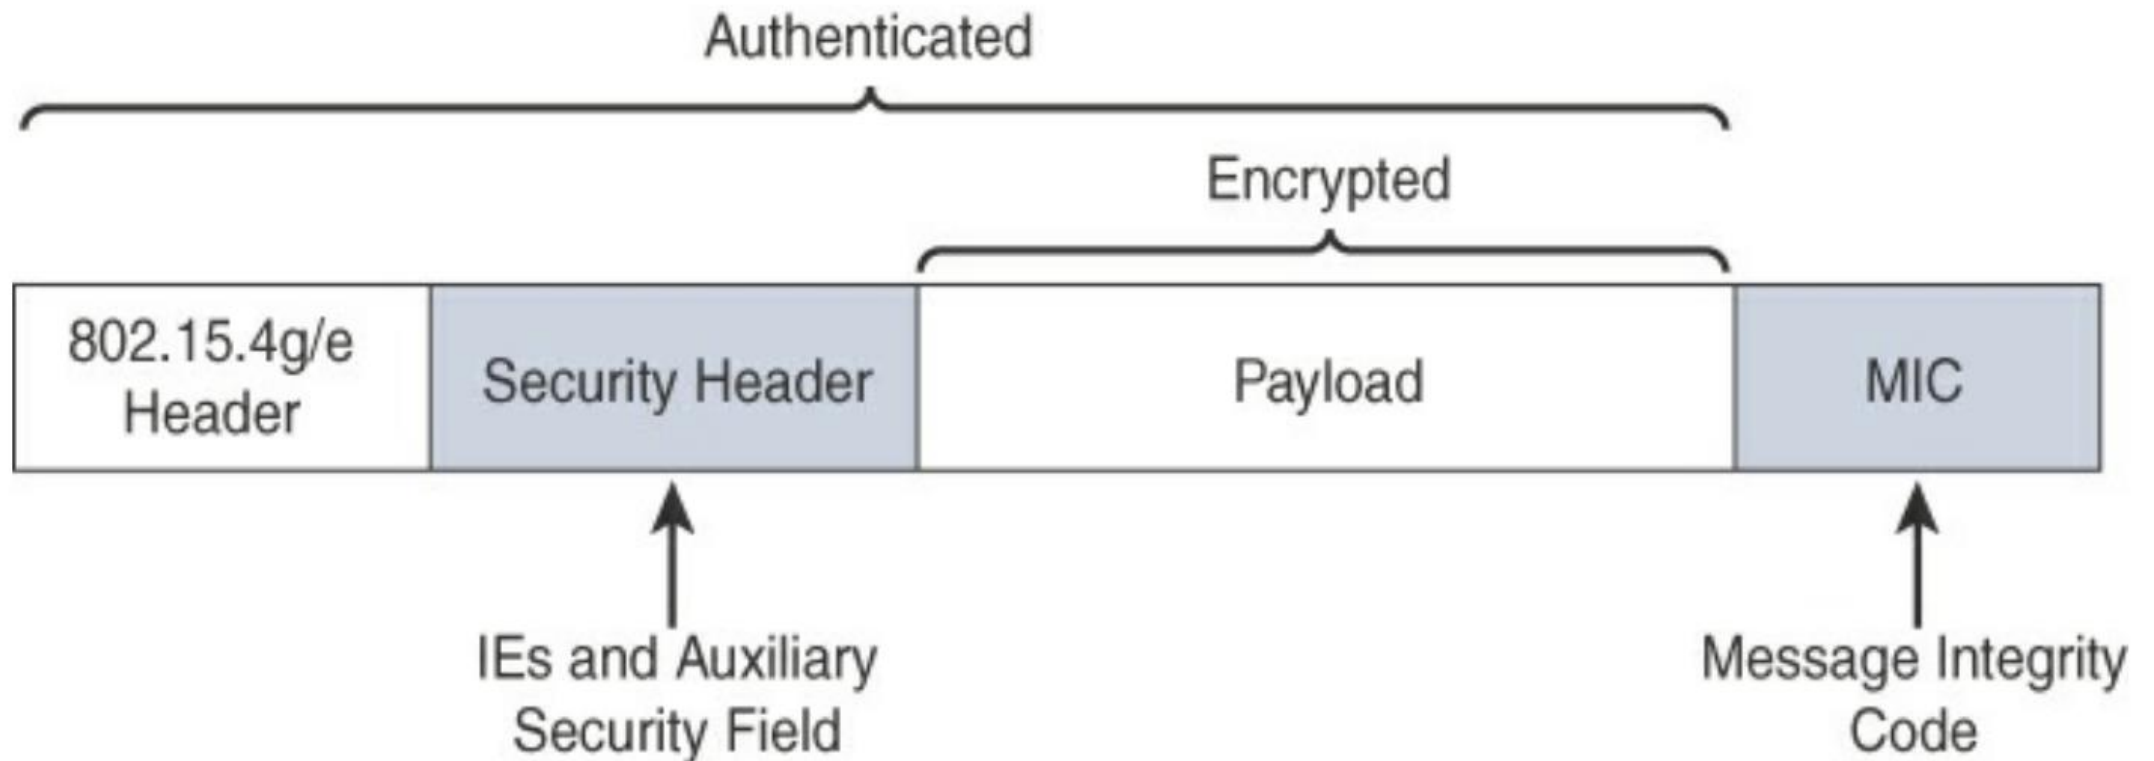 Authenticated
Encrypted
802.15.4g/e
Header
Security Header
Payload
MIC
IEs and Auxiliary
Security Field
Message Integrity
Code